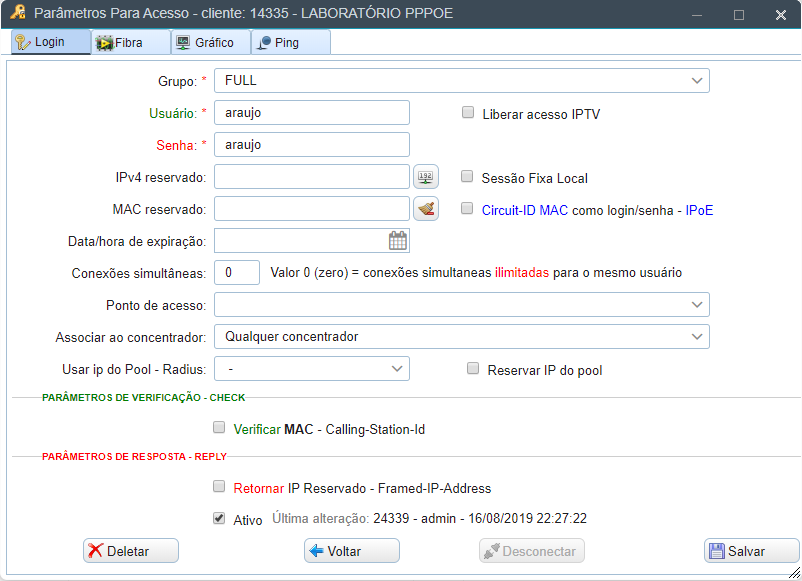 Parâmetros Para Acesso - cliente: 14335 - LABORATÓRIO PPPOE
Login Fibra Gráfico Ping
Grupo: * FULL
Usuário: * araujo Liberar acesso IPTV
Senha: * araujo
IPv4 reservado: 192 Sessão Fixa Local
MAC reservado: Circuit-ID MAC como login/senha - IPoE
Data/hora de expiração:
Conexões simultâneas: 0 Valor 0 (zero) = conexões simultaneas ilimitadas para o mesmo usuário
Ponto de acesso:
Associar ao concentrador: Qualquer concentrador
Usar ip do Pool - Radius: - Reservar IP do pool
PARÂMETROS DE VERIFICAÇÃO - CHECK
Verificar MAC - Calling-Station-Id
PARÂMETROS DE RESPOSTA - REPLY
Retornar IP Reservado - Framed-IP-Address
Ativo Última alteração: 24339 - admin - 16/08/2019 22:27:22
Deletar Voltar Desconectar Salvar